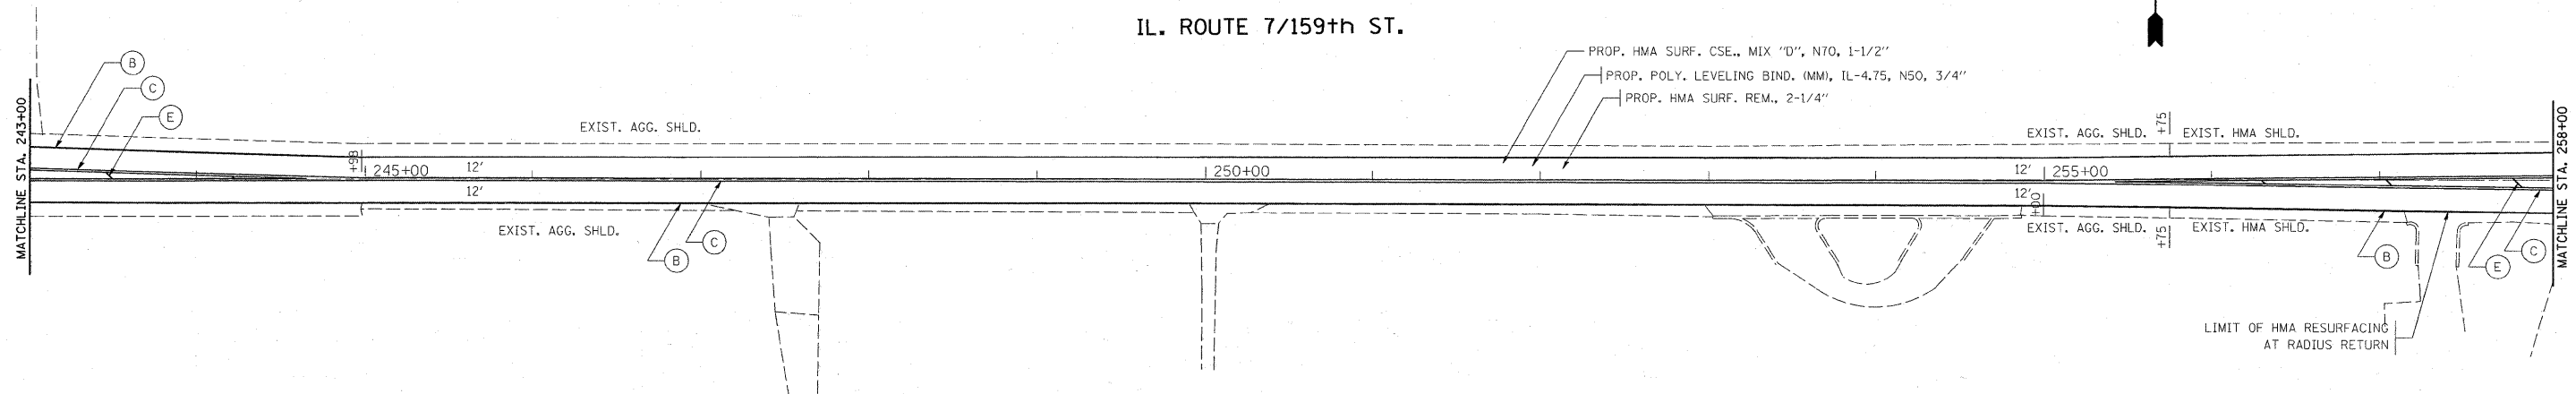 IL. ROUTE 7/159th ST.
PROP. HMA SURF. CSE., MIX "D", N70, 1-1/2"
PROP. POLY. LEVELING BIND. (MM), IL-4.75, N50, 3/4"
PROP. HMA SURF. REM., 2-1/4"
B
C
E
MATCHLINE STA. 243+00
EXIST. AGG. SHLD.
EXIST. AGG. SHLD.
+75
EXIST. HMA SHLD.
MATCHLINE STA. 258+00
+98
245+00
12'
250+00
12'
255+00
12'
12'
+00
EXIST. AGG. SHLD.
C
B
EXIST. AGG. SHLD.
+75
EXIST. HMA SHLD.
B
E
C
LIMIT OF HMA RESURFACING
AT RADIUS RETURN